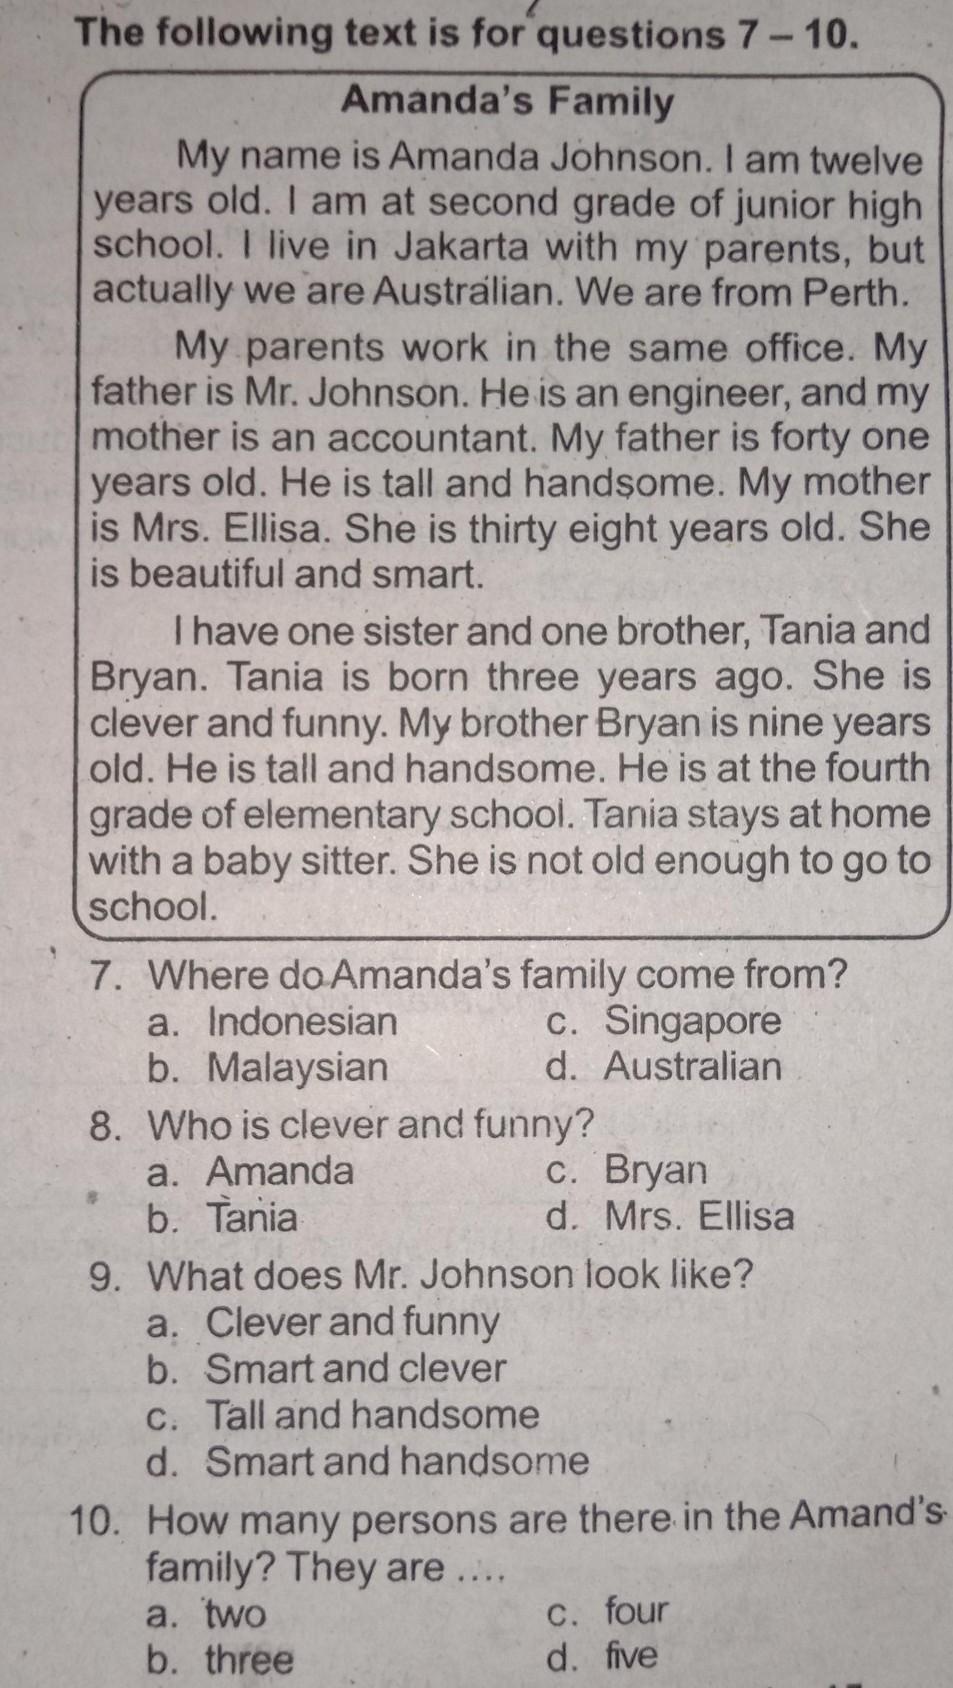 The following text is for questions 7 – 10.
Amanda's Family
My name is Amanda Johnson. I am twelve
years old. I am at second grade of junior high
school. I live in Jakarta with my parents, but
actually we are Australian. We are from Perth.
My parents work in the same office. My
father is Mr. Johnson. He is an engineer, and my
mother is an accountant. My father is forty one
years old. He is tall and handsome. My mother
is Mrs. Ellisa. She is thirty eight years old. She
is beautiful and smart.
I have one sister and one brother, Tania and
Bryan. Tania is born three years ago. She is
clever and funny. My brother Bryan is nine years
old. He is tall and handsome. He is at the fourth
grade of elementary school. Tania stays at home
with a baby sitter. She is not old enough to go to
school.
7. Where do Amanda's family come from?
a. Indonesian c. Singapore
b. Malaysian d. Australian
8. Who is clever and funny?
a. Amanda c. Bryan
b. Tania d. Mrs. Ellisa
9. What does Mr. Johnson look like?
a. Clever and funny
b. Smart and clever
c. Tall and handsome
d. Smart and handsome
10. How many persons are there in the Amand's
family? They are ....
a. two c. four
b. three d. five